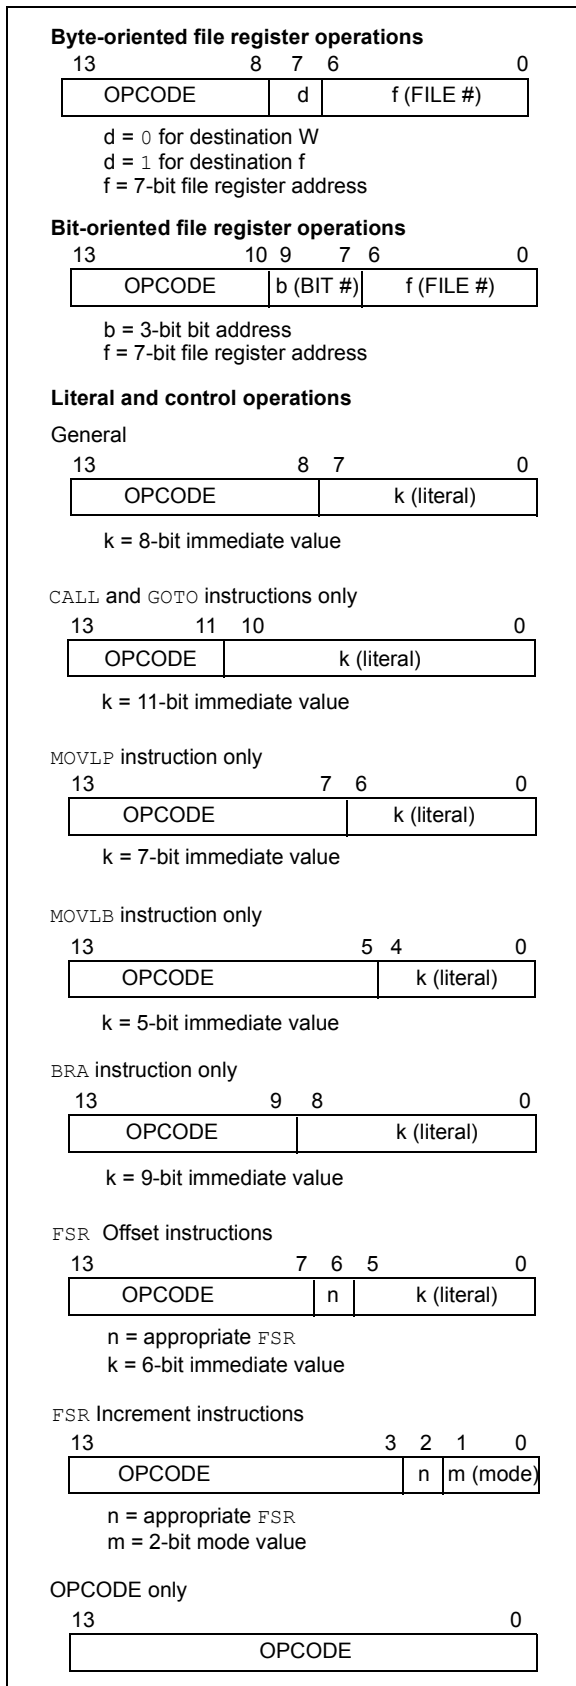 Byte-oriented file register operations
13 8 7 6 0
OPCODE d f (FILE #)
d = 0 for destination W
d = 1 for destination f
f = 7-bit file register address
Bit-oriented file register operations
13 10 9 7 6 0
OPCODE b (BIT #) f (FILE #)
b = 3-bit bit address
f = 7-bit file register address
Literal and control operations
General
13 8 7 0
OPCODE k (literal)
k = 8-bit immediate value
CALL and GOTO instructions only
13 11 10 0
OPCODE k (literal)
k = 11-bit immediate value
MOVLP instruction only
13 7 6 0
OPCODE k (literal)
k = 7-bit immediate value
MOVLB instruction only
13 5 4 0
OPCODE k (literal)
k = 5-bit immediate value
BRA instruction only
13 9 8 0
OPCODE k (literal)
k = 9-bit immediate value
FSR Offset instructions
13 7 6 5 0
OPCODE n k (literal)
n = appropriate FSR
k = 6-bit immediate value
FSR Increment instructions
13 3 2 1 0
OPCODE n m (mode)
n = appropriate FSR
m = 2-bit mode value
OPCODE only
13 0
OPCODE